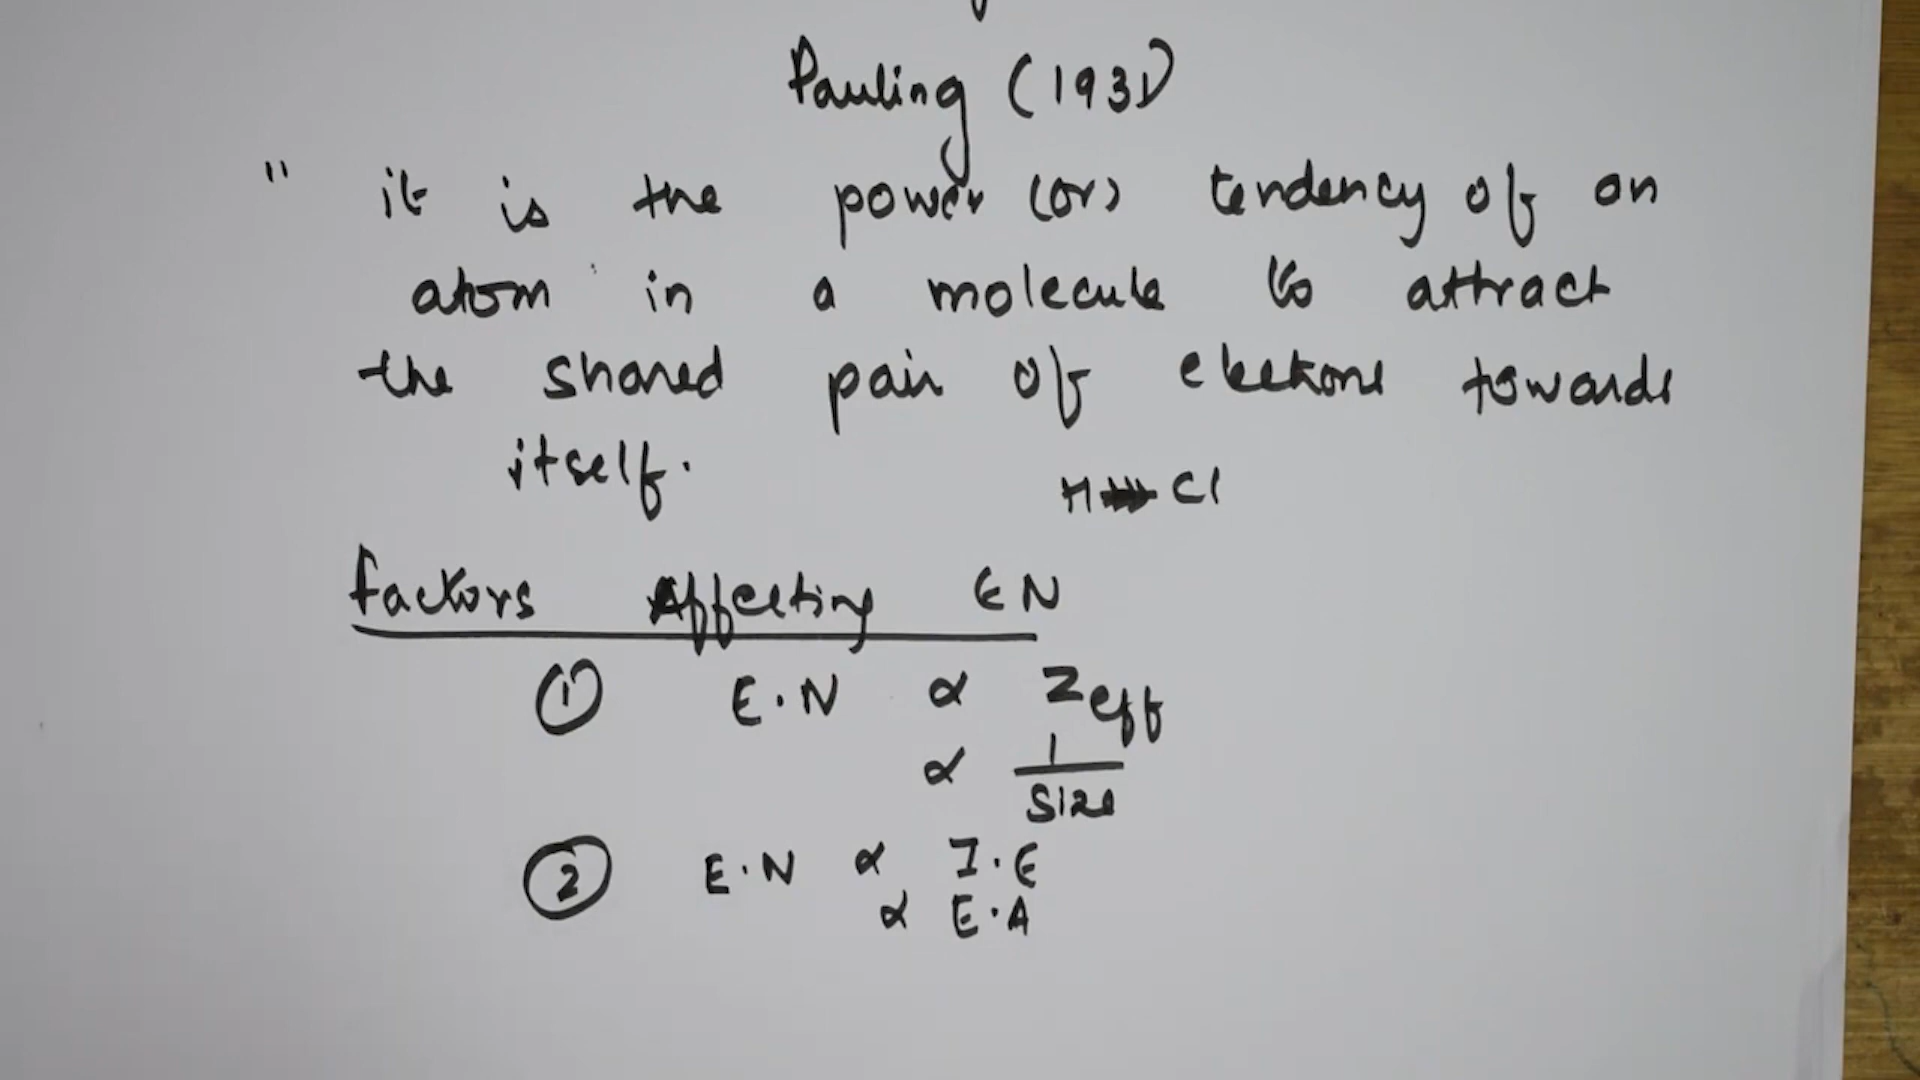 Pauling (1931)
" it is the power (or) tendency of an
atom in a molecule to attract
the shared pair of elektons towards
itself.
H Cl
factors Affecting EN
① E.N α Zeff
α 1/Size
② E.N α I.E
α E.A